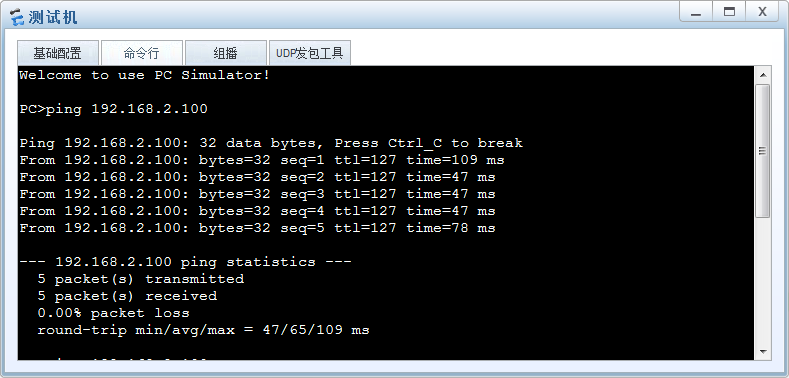 测试机
基础配置 命令行 组播 UDP发包工具
Welcome to use PC Simulator!
PC>ping 192.168.2.100
Ping 192.168.2.100: 32 data bytes, Press Ctrl_C to break
From 192.168.2.100: bytes=32 seq=1 ttl=127 time=109 ms
From 192.168.2.100: bytes=32 seq=2 ttl=127 time=47 ms
From 192.168.2.100: bytes=32 seq=3 ttl=127 time=47 ms
From 192.168.2.100: bytes=32 seq=4 ttl=127 time=47 ms
From 192.168.2.100: bytes=32 seq=5 ttl=127 time=78 ms
--- 192.168.2.100 ping statistics ---
5 packet(s) transmitted
5 packet(s) received
0.00% packet loss
round-trip min/avg/max = 47/65/109 ms